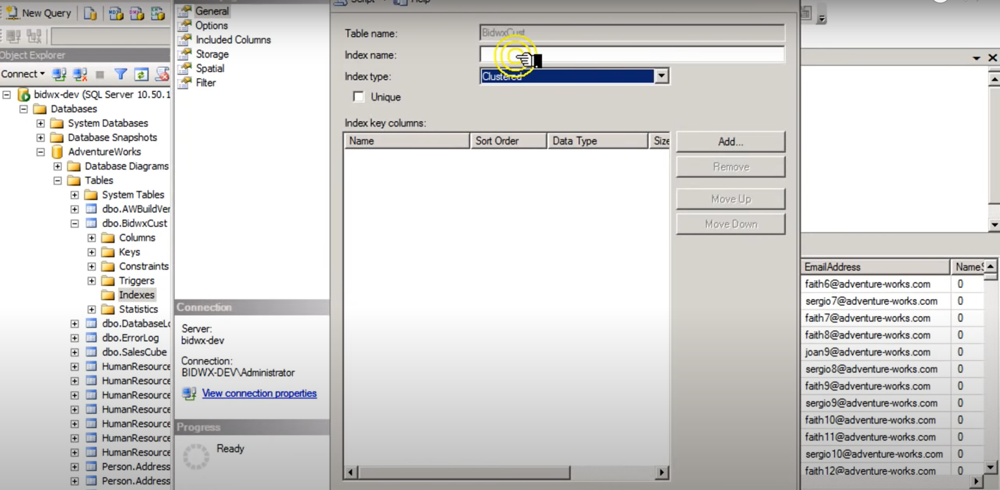 New Query
Object Explorer
Connect
bidwx-dev (SQL Server 10.50.1
Databases
System Databases
Database Snapshots
AdventureWorks
Database Diagrams
Tables
System Tables
dbo.AWBuildVer
dbo.BidwxCust
Columns
Keys
Constraints
Triggers
Indexes
Statistics
dbo.DatabaseLo
dbo.ErrorLog
dbo.SalesCube
HumanResource
HumanResource
HumanResource
HumanResource
HumanResource
HumanResource
HumanResource
Person.Address
Person.Address
General
Options
Included Columns
Storage
Spatial
Filter
Connection
Server:
bidwx-dev
Connection:
BIDWX-DEV\Administrator
View connection properties
Progress
Ready
Script
Help
Table name: BidwxCust
Index name:
Index type: Clustered
Unique
Index key columns:
Name Sort Order Data Type Size
Add...
Remove
Move Up
Move Down
EmailAddress NameS
faith6@adventure-works.com 0
sergio7@adventure-works.com 0
faith7@adventure-works.com 0
faith8@adventure-works.com 0
joan9@adventure-works.com 0
sergio8@adventure-works.com 0
faith9@adventure-works.com 0
sergio9@adventure-works.com 0
faith10@adventure-works.com 0
faith11@adventure-works.com 0
sergio10@adventure-works.com 0
faith12@adventure-works.com 0